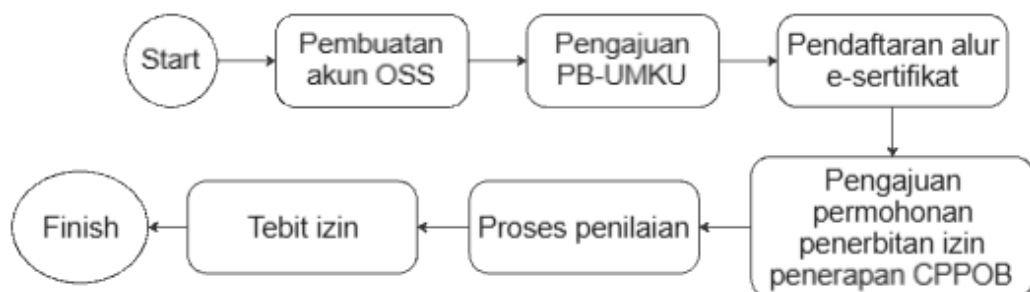 Start
Pembuatan
akun OSS
Pengajuan
PB-UMKU
Pendaftaran alur
e-sertifikat
Pengajuan
permohonan
penerbitan izin
penerapan CPPOB
Proses penilaian
Tebit izin
Finish